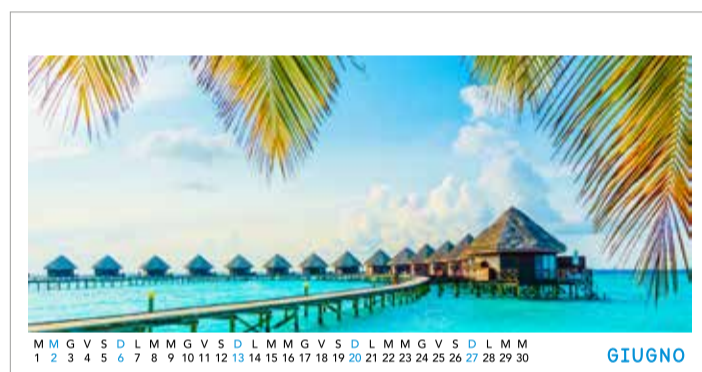 M M G V S D L M M G V S D L M M G V S D L M M G V S D L M M
1 2 3 4 5 6 7 8 9 10 11 12 13 14 15 16 17 18 19 20 21 22 23 24 25 26 27 28 29 30
GIUGNO